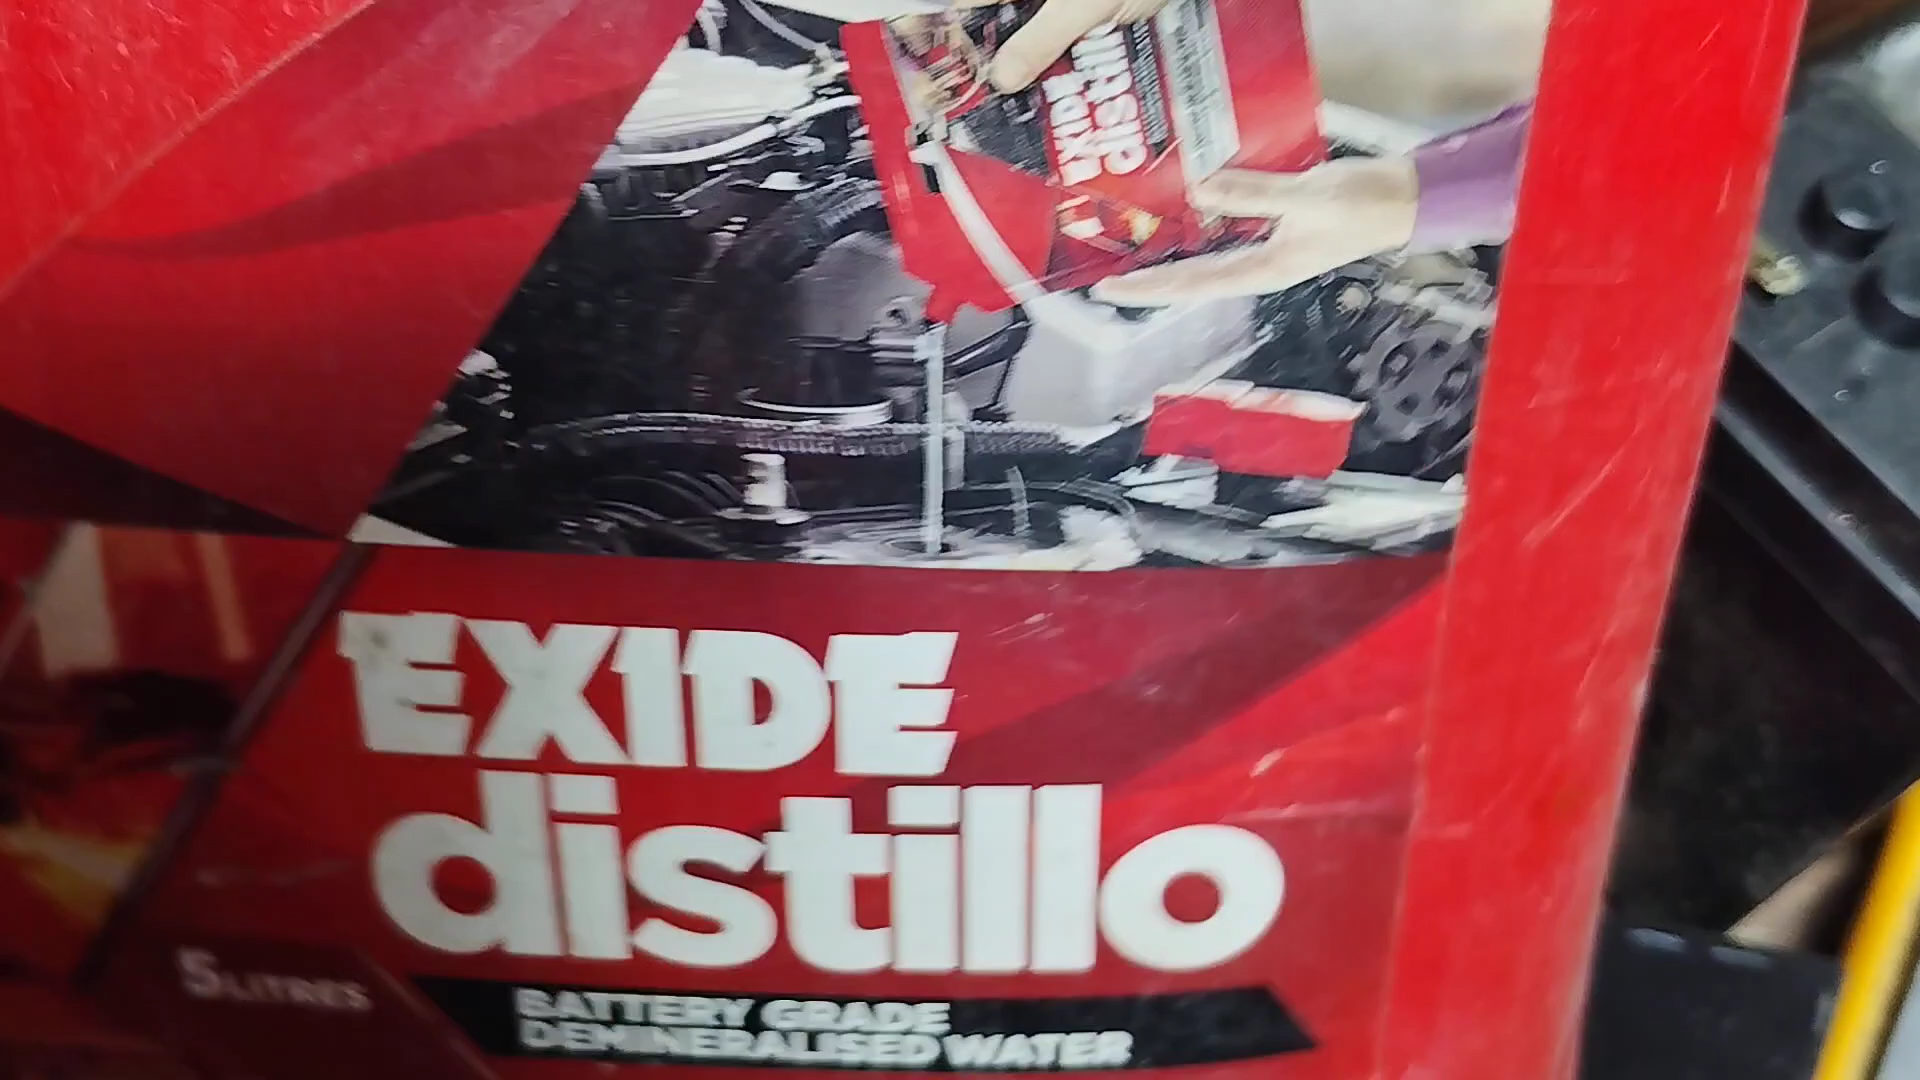 EXIDE
distillo
5 LITRES
BATTERY GRADE
DEMINERALISED WATER